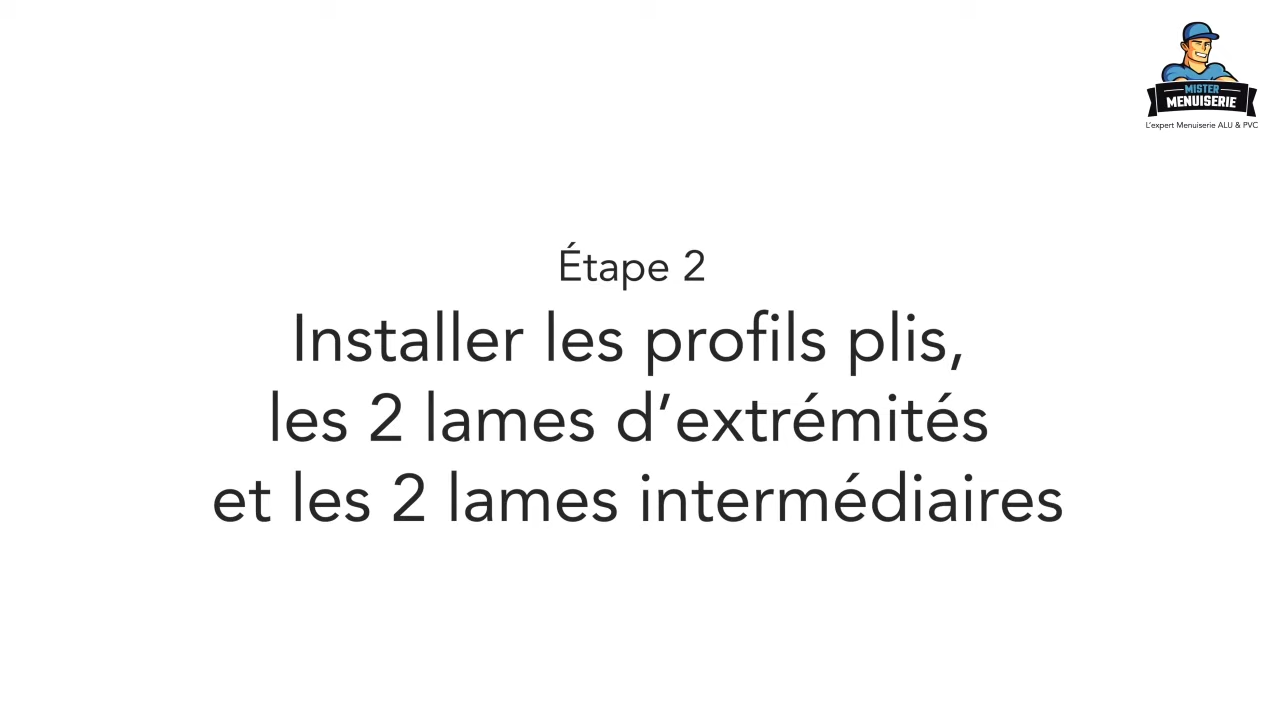 MISTER
MENUISERIE
L'expert Menuiserie ALU & PVC
Étape 2
Installer les profils plis,
les 2 lames d’extrémités
et les 2 lames intermédiaires